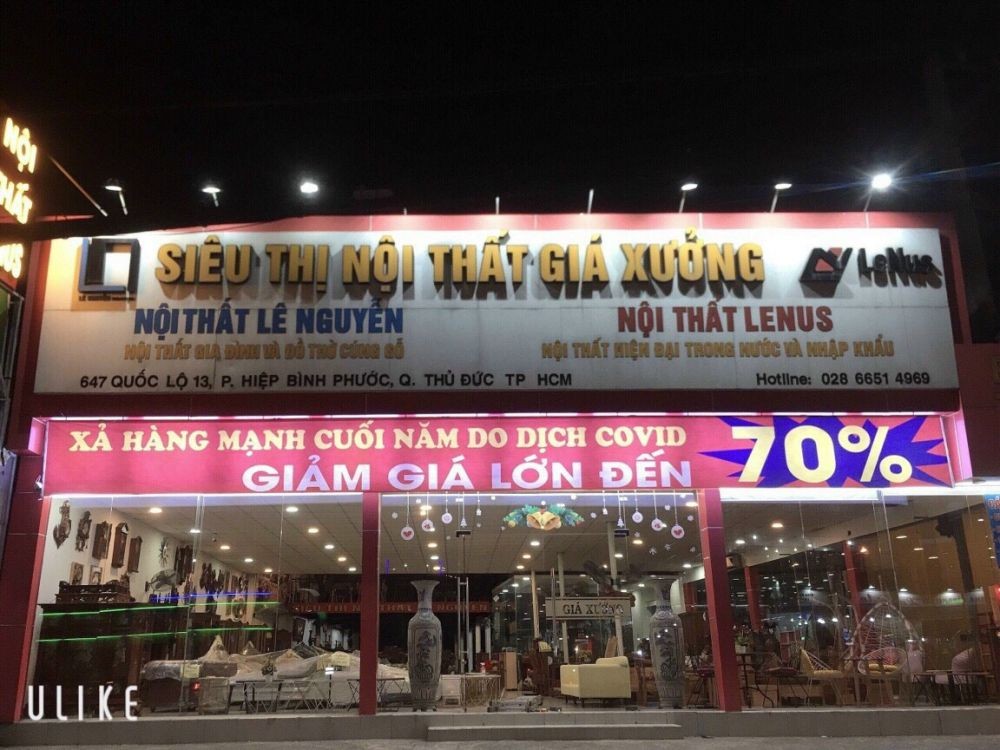 NỘI
THẤT
NUS
SIÊU THỊ NỘI THẤT GIÁ XƯỞNG
LeNus
NỘI THẤT LÊ NGUYỄN
NỘI THẤT GIA ĐÌNH VÀ ĐỒ THỜ CÚNG GỖ
NỘI THẤT LENUS
NỘI THẤT HIỆN ĐẠI TRONG NƯỚC VÀ NHẬP KHẨU
647 QUỐC LỘ 13, P. HIỆP BÌNH PHƯỚC, Q. THỦ ĐỨC TP HCM
Hotline: 028 6651 4969
XẢ HÀNG MẠNH CUỐI NĂM DO DỊCH COVID
GIẢM GIÁ LỚN ĐẾN
70%
GIÁ XƯỞNG
ULIKE